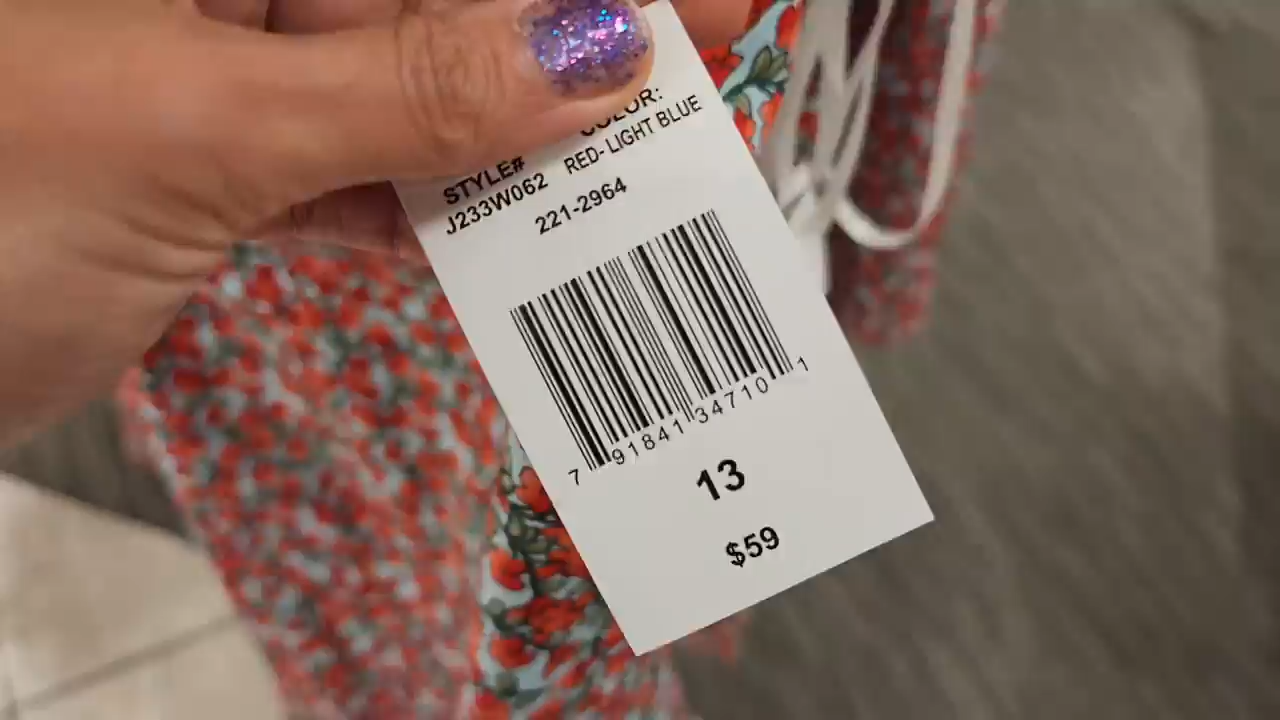 STYLE# COLOR:
J233W062 RED- LIGHT BLUE
221-2964
7 91841 34710 1
13
$59